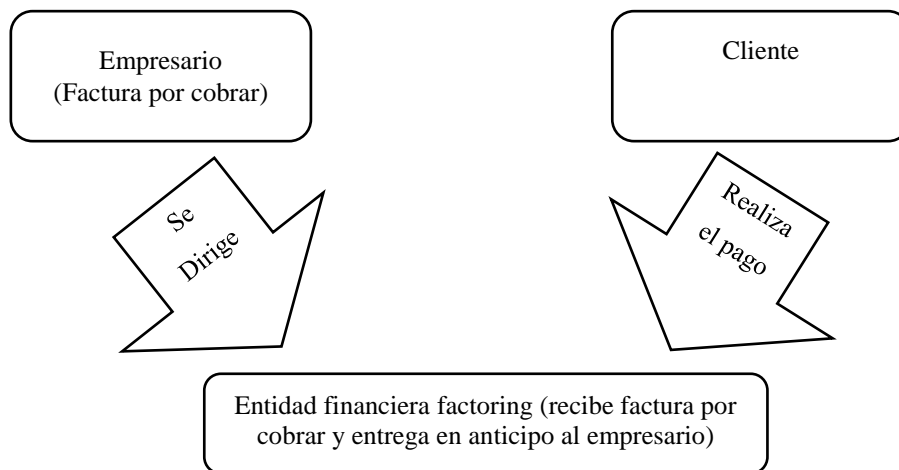 Empresario
(Factura por cobrar)
Cliente
Se
Dirige
Realiza
el pago
Entidad financiera factoring (recibe factura por
cobrar y entrega en anticipo al empresario)